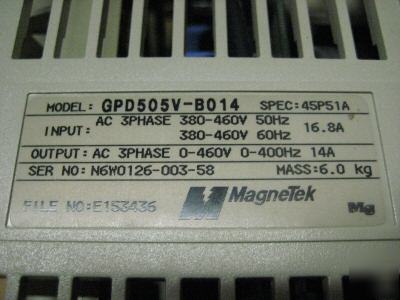 MODEL: GPD505V-B014 SPEC:45P51A
INPUT: AC 3PHASE 380-460V 50Hz
380-460V 60Hz 16.8A
OUTPUT: AC 3PHASE 0-460V 0-400Hz 14A
SER NO: N6W0126-003-58 MASS:6.0 kg
FILE NO:E153436 MagneTek Mg